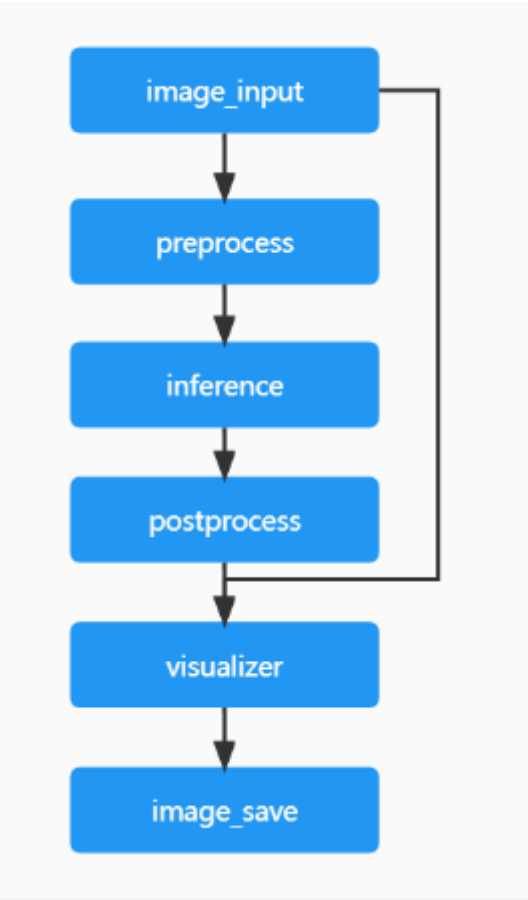 image_input
preprocess
inference
postprocess
visualizer
image_save